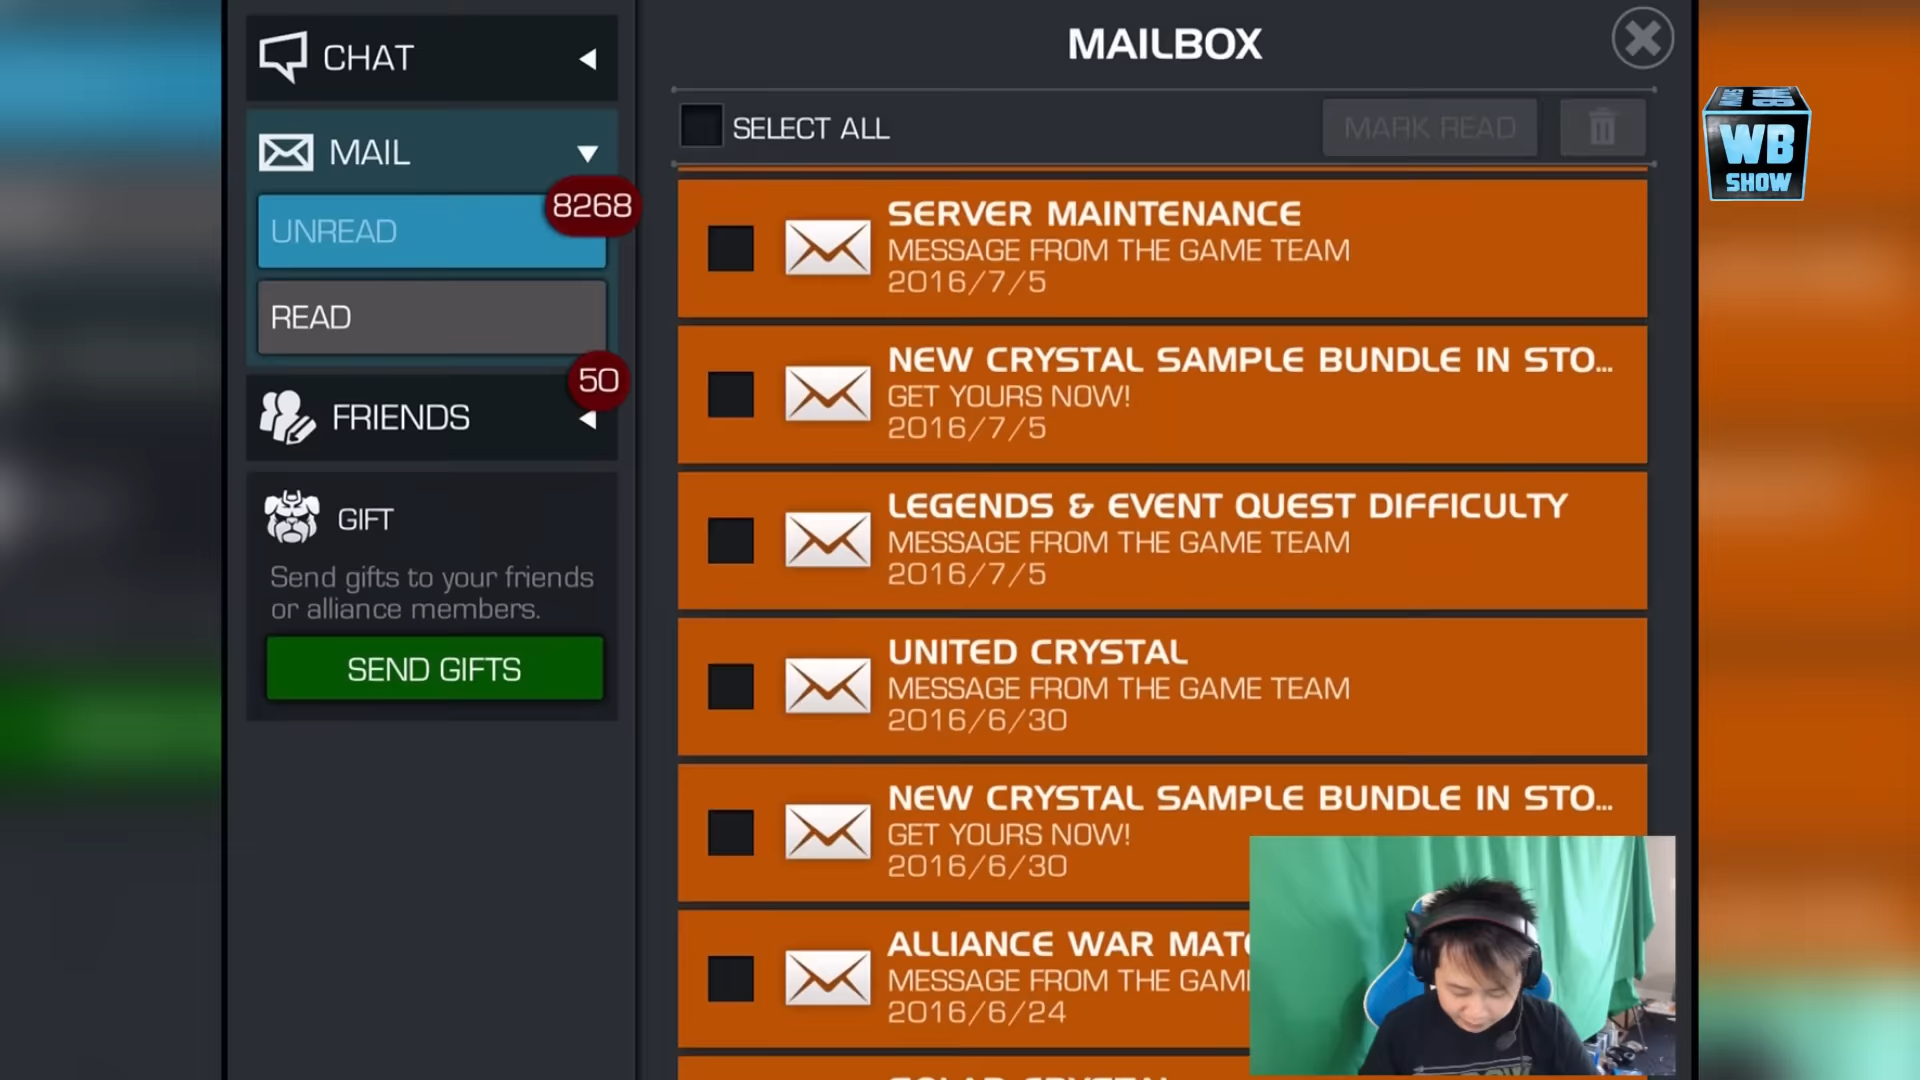 CHAT
MAIL
8268
UNREAD
READ
50
FRIENDS
GIFT
Send gifts to your friends
or alliance members.
SEND GIFTS
MAILBOX
SELECT ALL
MARK READ
SERVER MAINTENANCE
MESSAGE FROM THE GAME TEAM
2016/7/5
NEW CRYSTAL SAMPLE BUNDLE IN STO...
GET YOURS NOW!
2016/7/5
LEGENDS & EVENT QUEST DIFFICULTY
MESSAGE FROM THE GAME TEAM
2016/7/5
UNITED CRYSTAL
MESSAGE FROM THE GAME TEAM
2016/6/30
NEW CRYSTAL SAMPLE BUNDLE IN STO...
GET YOURS NOW!
2016/6/30
ALLIANCE WAR
MESSAGE FROM THE
2016/6/24
WB
SHOW
WB
SHOW